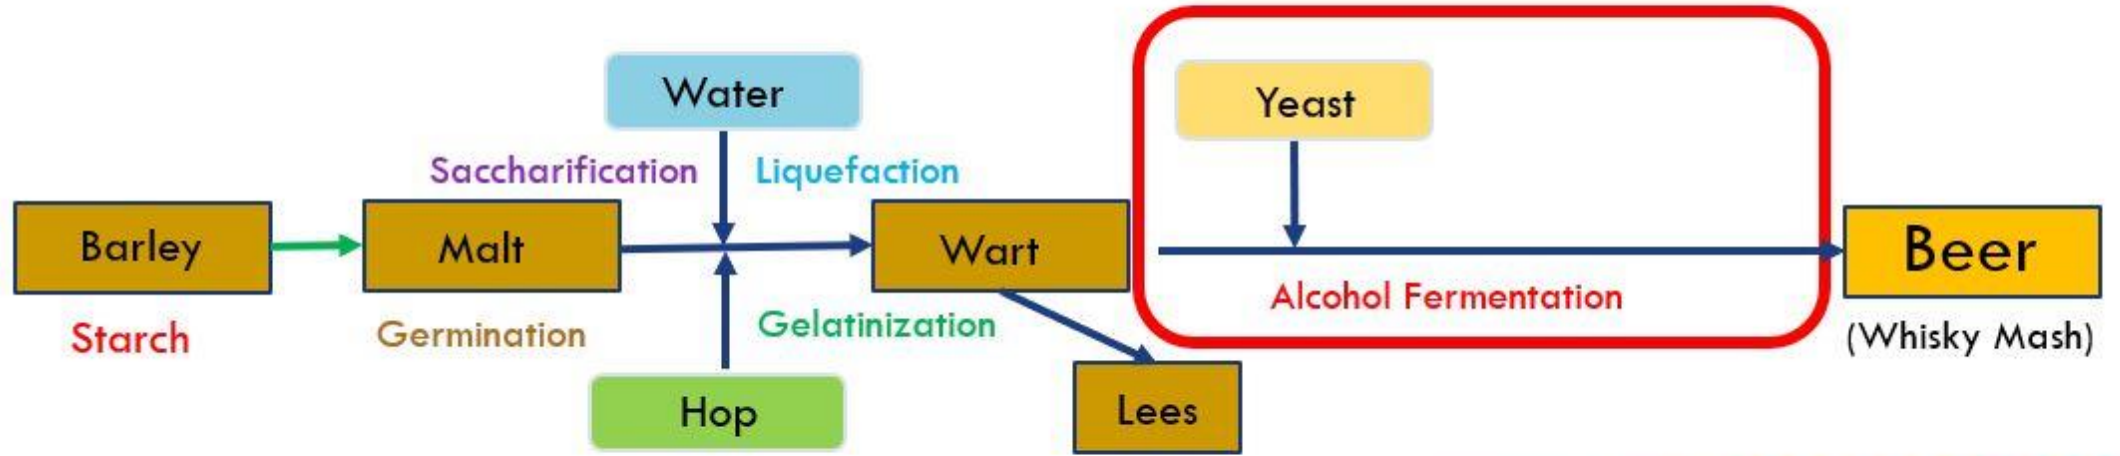 Water
Yeast
Saccharification
Liquefaction
Barley
Malt
Wart
Beer
Starch
Germination
Gelatinization
Alcohol Fermentation
(Whisky Mash)
Hop
Lees